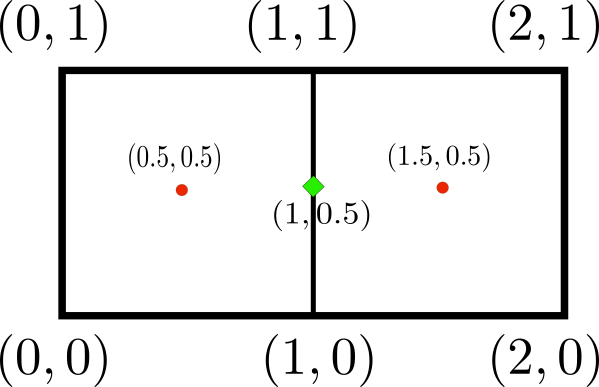 (0, 1) (1, 1) (2, 1)
(0.5, 0.5) (1.5, 0.5)
(1, 0.5)
(0, 0) (1, 0) (2, 0)